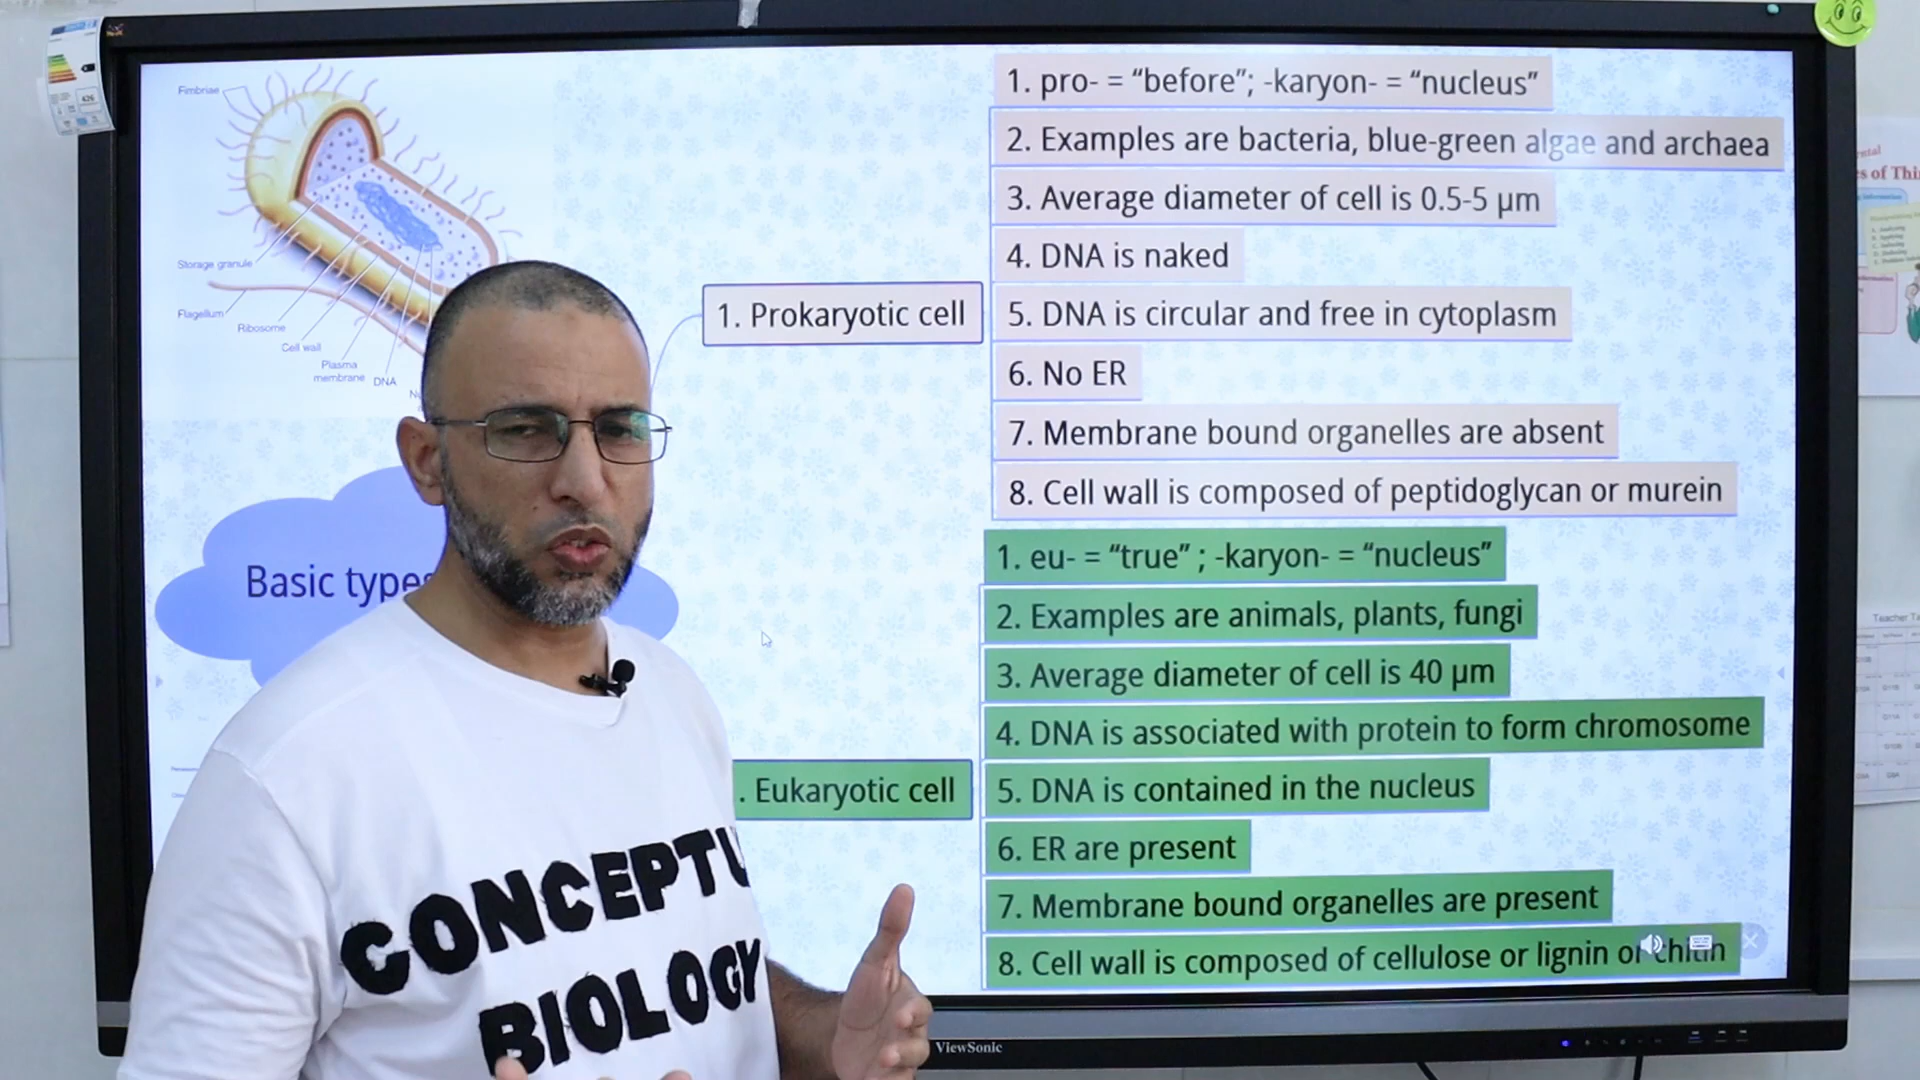 Fimbriae
Storage granule
Flagellum
Ribosome
Cell wall
Plasma
membrane
DNA
1. Prokaryotic cell
1. pro- = “before”; -karyon- = “nucleus”
2. Examples are bacteria, blue-green algae and archaea
3. Average diameter of cell is 0.5-5 µm
4. DNA is naked
5. DNA is circular and free in cytoplasm
6. No ER
7. Membrane bound organelles are absent
8. Cell wall is composed of peptidoglycan or murein
Basic types
. Eukaryotic cell
1. eu- = “true” ; -karyon- = “nucleus”
2. Examples are animals, plants, fungi
3. Average diameter of cell is 40 µm
4. DNA is associated with protein to form chromosome
5. DNA is contained in the nucleus
6. ER are present
7. Membrane bound organelles are present
8. Cell wall is composed of cellulose or lignin or chitin
CONCEPTU
BIOLOGY
ViewSonic
s of Thi
Teacher Ta